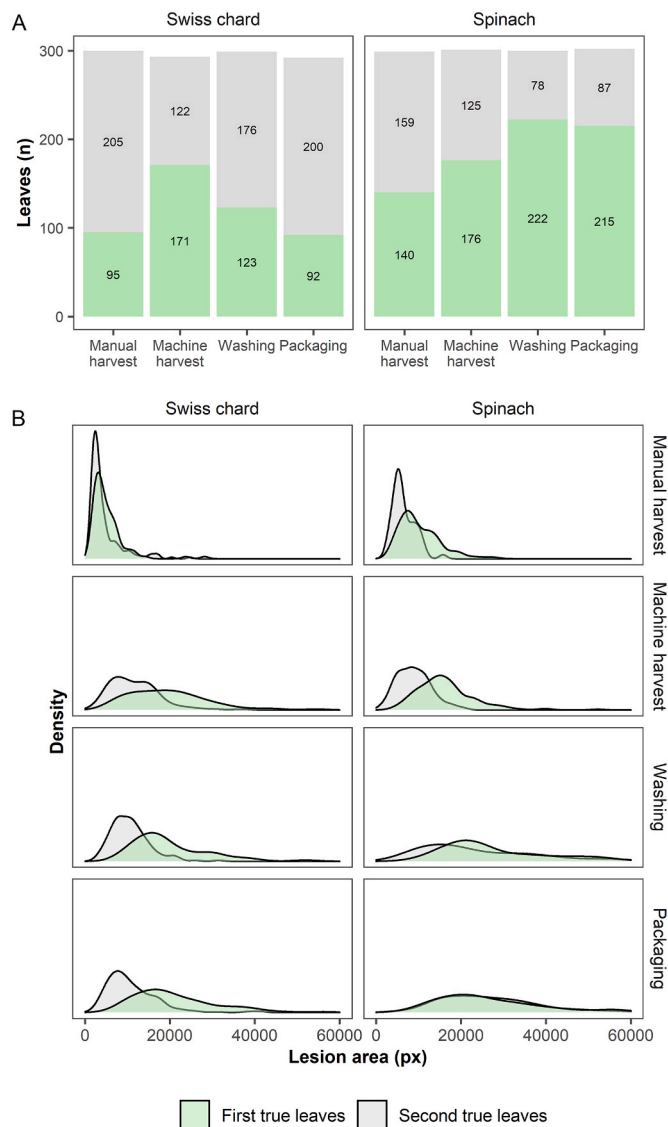 A
Swiss chard
Spinach
Leaves (n)
300
200
100
0
205
122
176
200
95
171
123
92
159
125
78
87
140
176
222
215
Manual harvest
Machine harvest
Washing
Packaging
Manual harvest
Machine harvest
Washing
Packaging
B
Swiss chard
Spinach
Density
Manual harvest
Machine harvest
Washing
Packaging
0
20000
40000
60000
0
20000
40000
60000
Lesion area (px)
First true leaves
Second true leaves